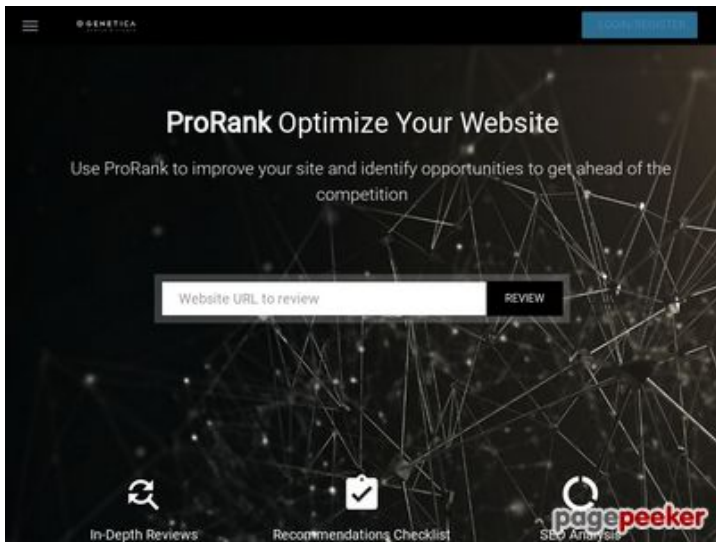 GENETICA
LOGIN/REGISTER
ProRank Optimize Your Website
Use ProRank to improve your site and identify opportunities to get ahead of the
competition
Website URL to review
REVIEW
In-Depth Reviews
Recommendations Checklist
SEO Analysis
pagepeeker